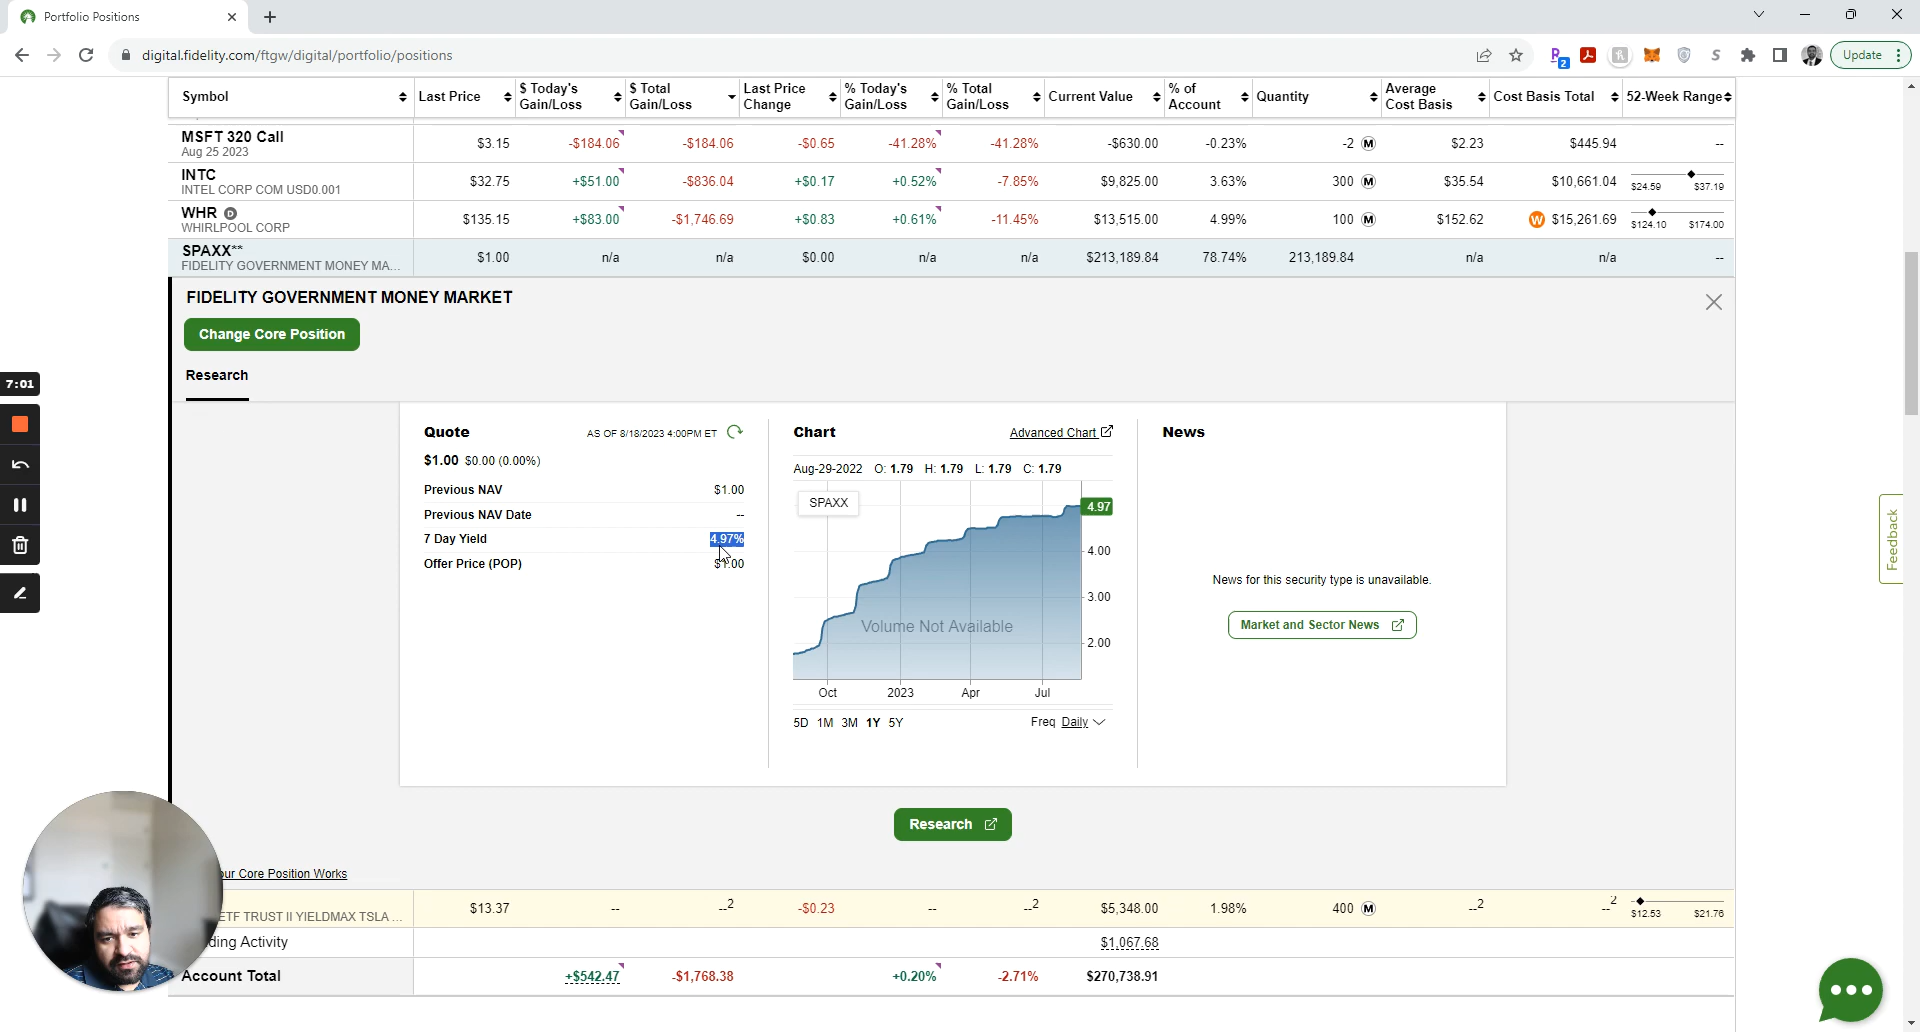 Portfolio Positions
digital.fidelity.com/ftgw/digital/portfolio/positions
2
Update
Symbol
Last Price
$ Today's Gain/Loss
$ Total Gain/Loss
Last Price Change
% Today's Gain/Loss
% Total Gain/Loss
Current Value
% of Account
Quantity
Average Cost Basis
Cost Basis Total
52-Week Range
MSFT 320 Call
Aug 25 2023
$3.15 -$184.06 -$184.06 -$0.65 -41.28% -41.28% -$630.00 -0.23% -2 M $2.23 $445.94 --
INTC
INTEL CORP COM USD0.001
$32.75 +$51.00 -$836.04 +$0.17 +0.52% -7.85% $9,825.00 3.63% 300 M $35.54 $10,661.04 $24.59 $37.19
WHR D
WHIRLPOOL CORP
$135.15 +$83.00 -$1,746.69 +$0.83 +0.61% -11.45% $13,515.00 4.99% 100 M $152.62 W $15,261.69 $124.10 $174.00
SPAXX**
FIDELITY GOVERNMENT MONEY MA...
$1.00 n/a n/a $0.00 n/a n/a $213,189.84 78.74% 213,189.84 n/a n/a --
FIDELITY GOVERNMENT MONEY MARKET
Change Core Position
7:01
Research
Quote
AS OF 8/18/2023 4:00PM ET
$1.00 $0.00 (0.00%)
Previous NAV $1.00
Previous NAV Date --
7 Day Yield 4.97%
Offer Price (POP) $1.00
Chart
Advanced Chart
Aug-29-2022 O: 1.79 H: 1.79 L: 1.79 C: 1.79
SPAXX
4.97
4.00
3.00
2.00
Volume Not Available
Oct 2023 Apr Jul
5D 1M 3M 1Y 5Y
Freq Daily
News
News for this security type is unavailable.
Market and Sector News
Feedback
Research
our Core Position Works
ETF TRUST II YIELDMAX TSLA ...
$13.37 -- --2 -$0.23 -- --2 $5,348.00 1.98% 400 M --2 --2 $12.53 $21.76
ding Activity
$1,067.68
Account Total +$542.47 -$1,768.38 +0.20% -2.71% $270,738.91